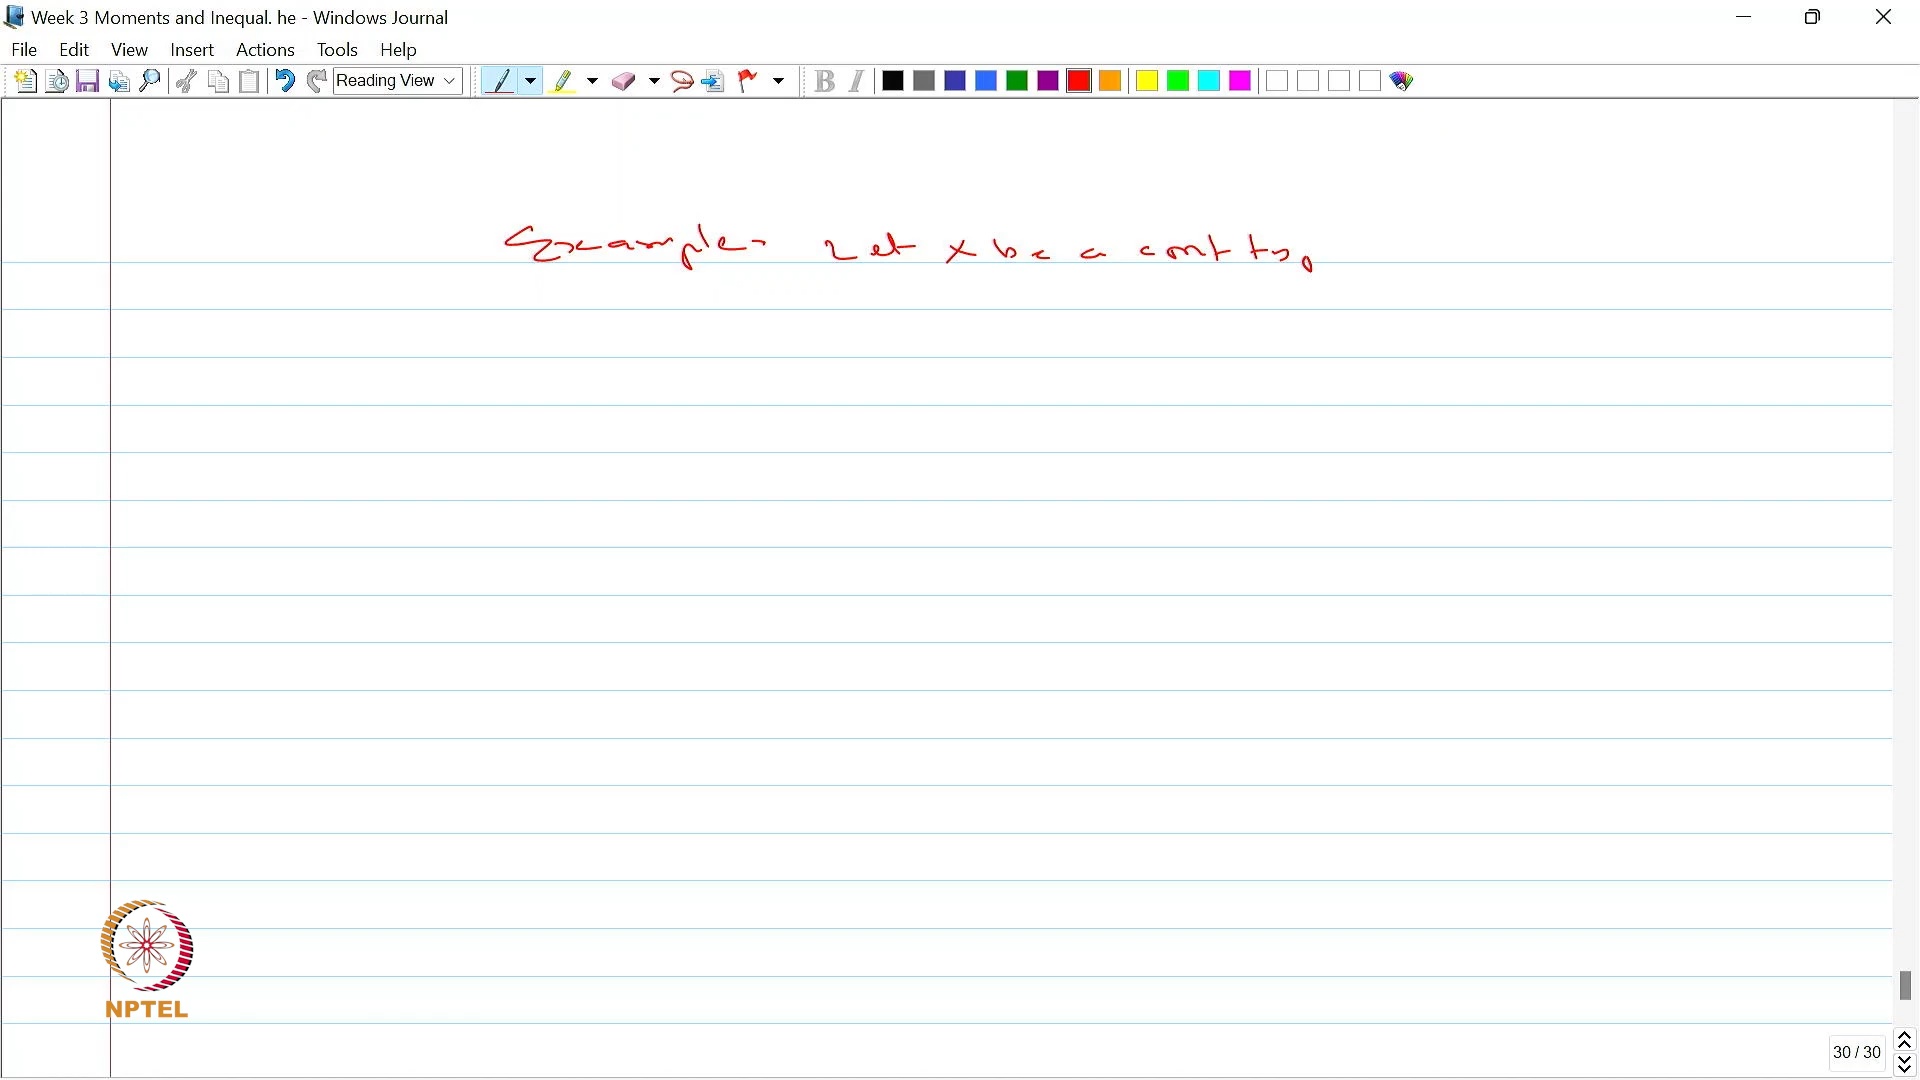 Week 3 Moments and Inequal. he - Windows Journal
File Edit View Insert Actions Tools Help
Reading View
Example- Let X be a cont
NPTEL
30 / 30